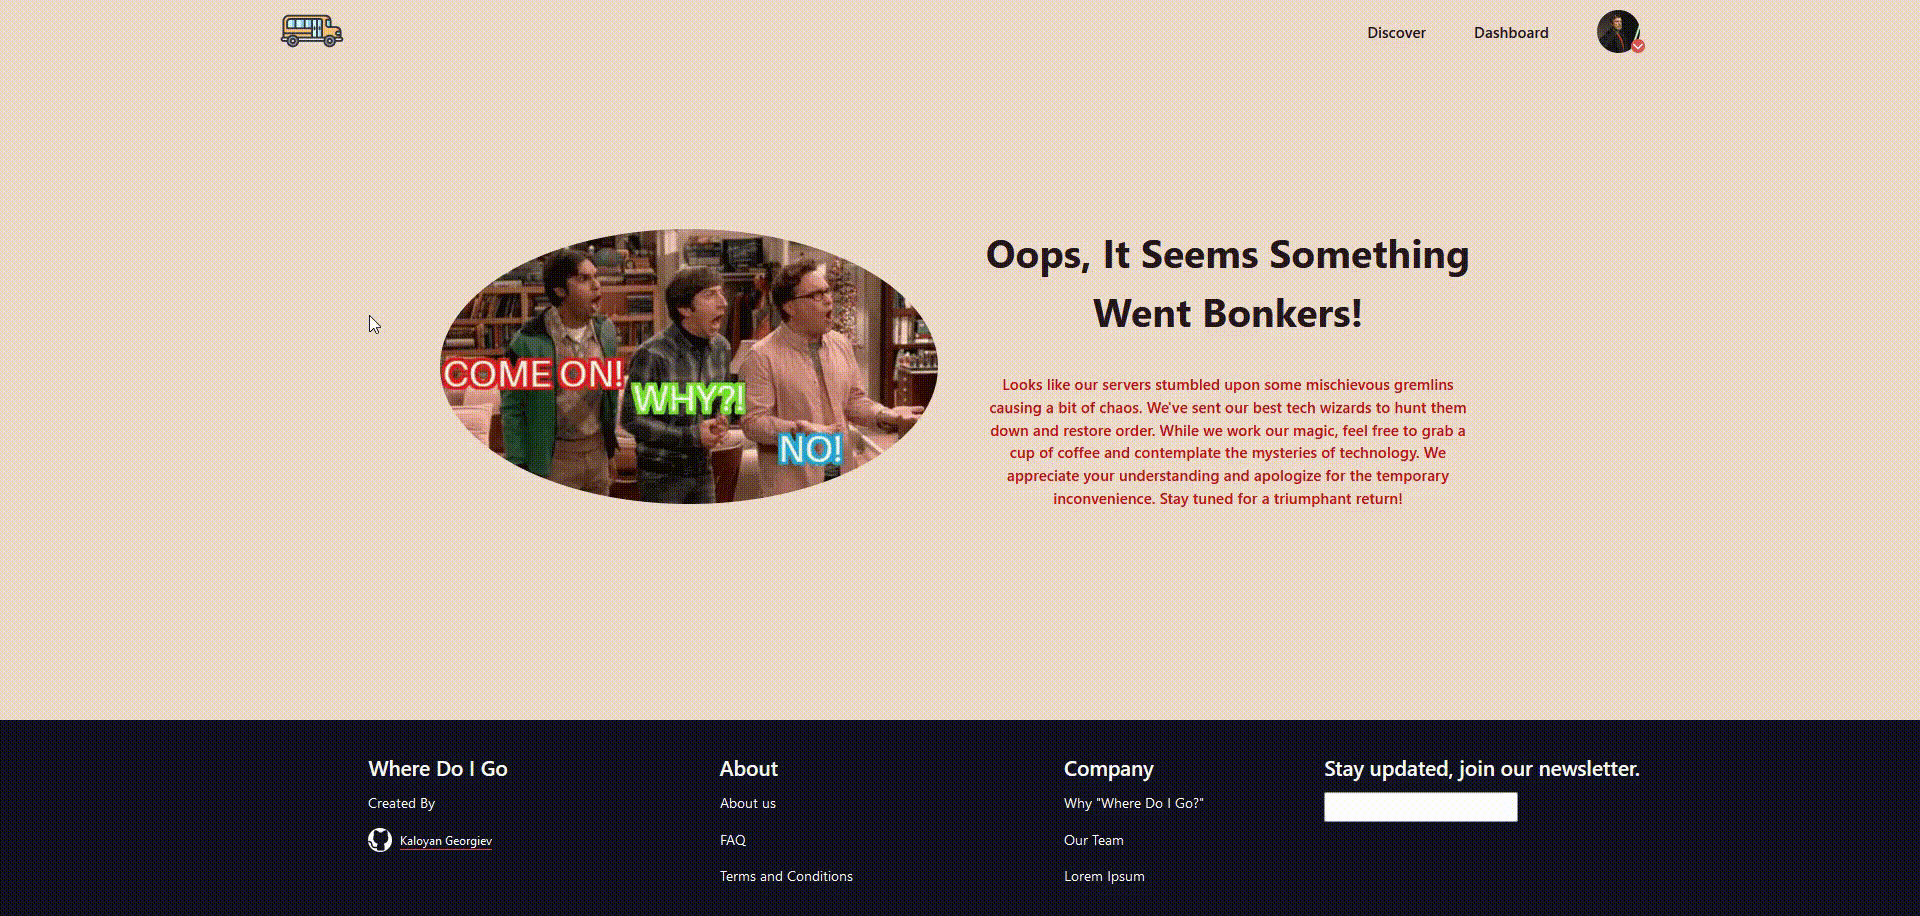 Discover
Dashboard
Oops, It Seems Something
Went Bonkers!
COME ON!
WHY?!
NO!
Looks like our servers stumbled upon some mischievous gremlins
causing a bit of chaos. We've sent our best tech wizards to hunt them
down and restore order. While we work our magic, feel free to grab a
cup of coffee and contemplate the mysteries of technology. We
appreciate your understanding and apologize for the temporary
inconvenience. Stay tuned for a triumphant return!
Where Do I Go
Created By
Kaloyan Georgiev
About
About us
FAQ
Terms and Conditions
Company
Why "Where Do I Go?"
Our Team
Lorem Ipsum
Stay updated, join our newsletter.